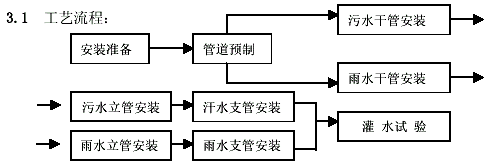 3.1 工艺流程：
污水干管安装
安装准备
管道预制
雨水干管安装
污水立管安装
汙水支管安装
灌 水试 验
雨水立管安装
雨水支管安装